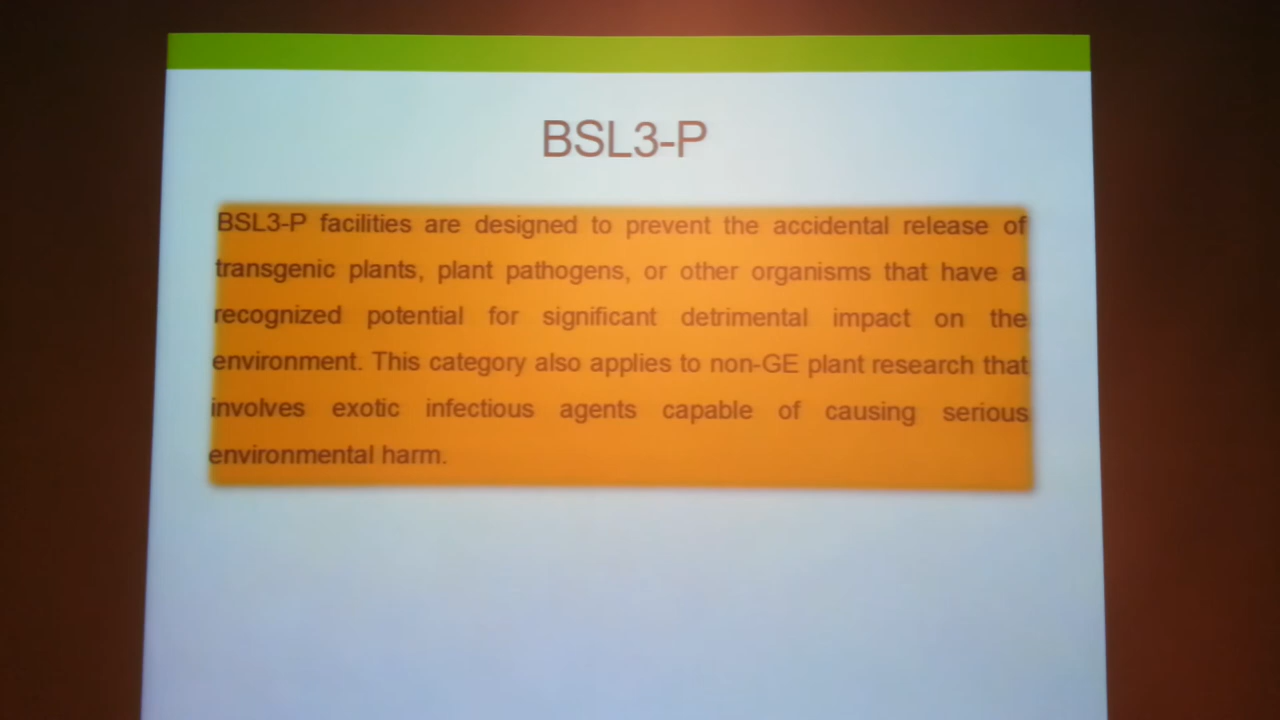 BSL3-P
BSL3-P facilities are designed to prevent the accidental release of
transgenic plants, plant pathogens, or other organisms that have a
recognized potential for significant detrimental impact on the
environment. This category also applies to non-GE plant research that
involves exotic infectious agents capable of causing serious
environmental harm.